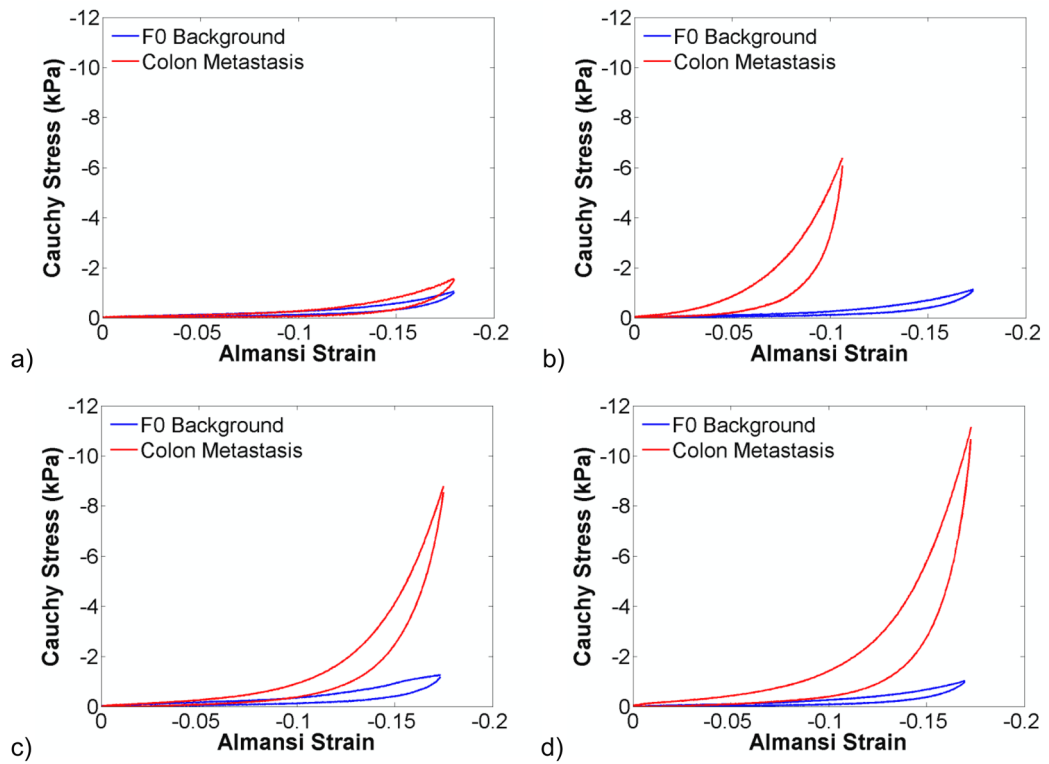 -12
-10
-8
-6
-4
-2
0
Cauchy Stress (kPa)
F0 Background
Colon Metastasis
0
-0.05
-0.1
-0.15
-0.2
Almansi Strain
a)
-12
-10
-8
-6
-4
-2
0
Cauchy Stress (kPa)
F0 Background
Colon Metastasis
0
-0.05
-0.1
-0.15
-0.2
Almansi Strain
b)
-12
-10
-8
-6
-4
-2
0
Cauchy Stress (kPa)
F0 Background
Colon Metastasis
0
-0.05
-0.1
-0.15
-0.2
Almansi Strain
c)
-12
-10
-8
-6
-4
-2
0
Cauchy Stress (kPa)
F0 Background
Colon Metastasis
0
-0.05
-0.1
-0.15
-0.2
Almansi Strain
d)